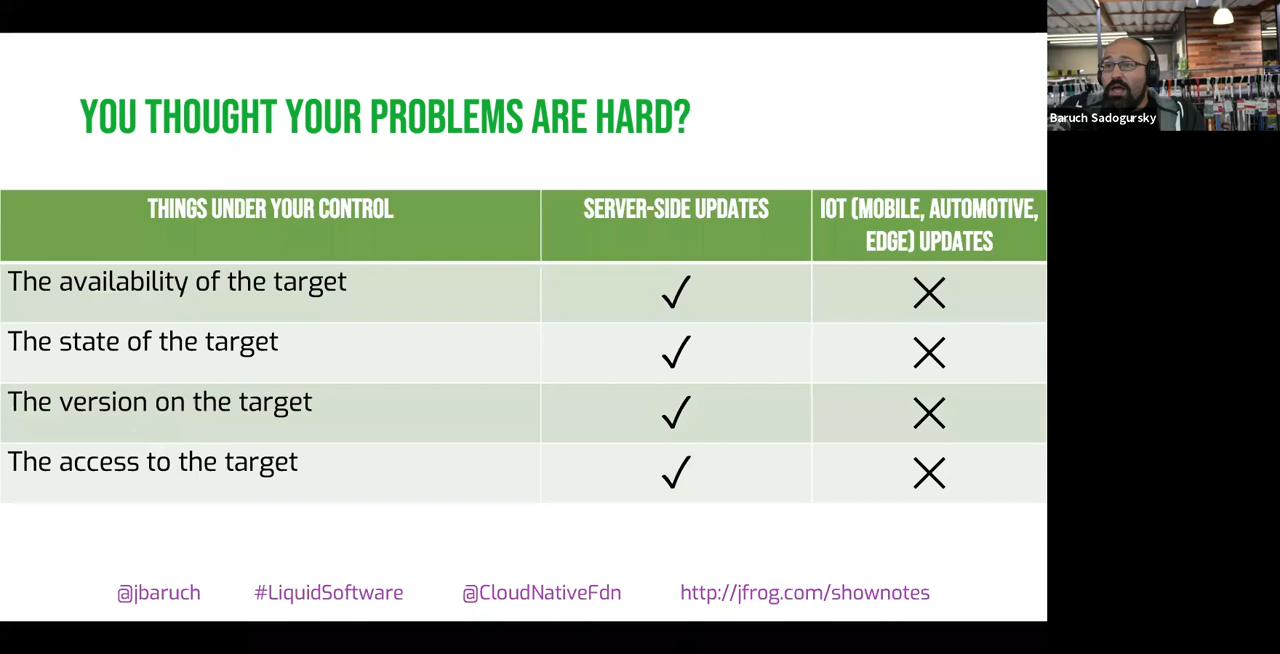 YOU THOUGHT YOUR PROBLEMS ARE HARD?
THINGS UNDER YOUR CONTROL
SERVER-SIDE UPDATES
IOT (MOBILE, AUTOMOTIVE,
EDGE) UPDATES
The availability of the target
✓
✕
The state of the target
✓
✕
The version on the target
✓
✕
The access to the target
✓
✕
@jbaruch
#LiquidSoftware
@CloudNativeFdn
http://jfrog.com/shownotes
Baruch Sadogursky